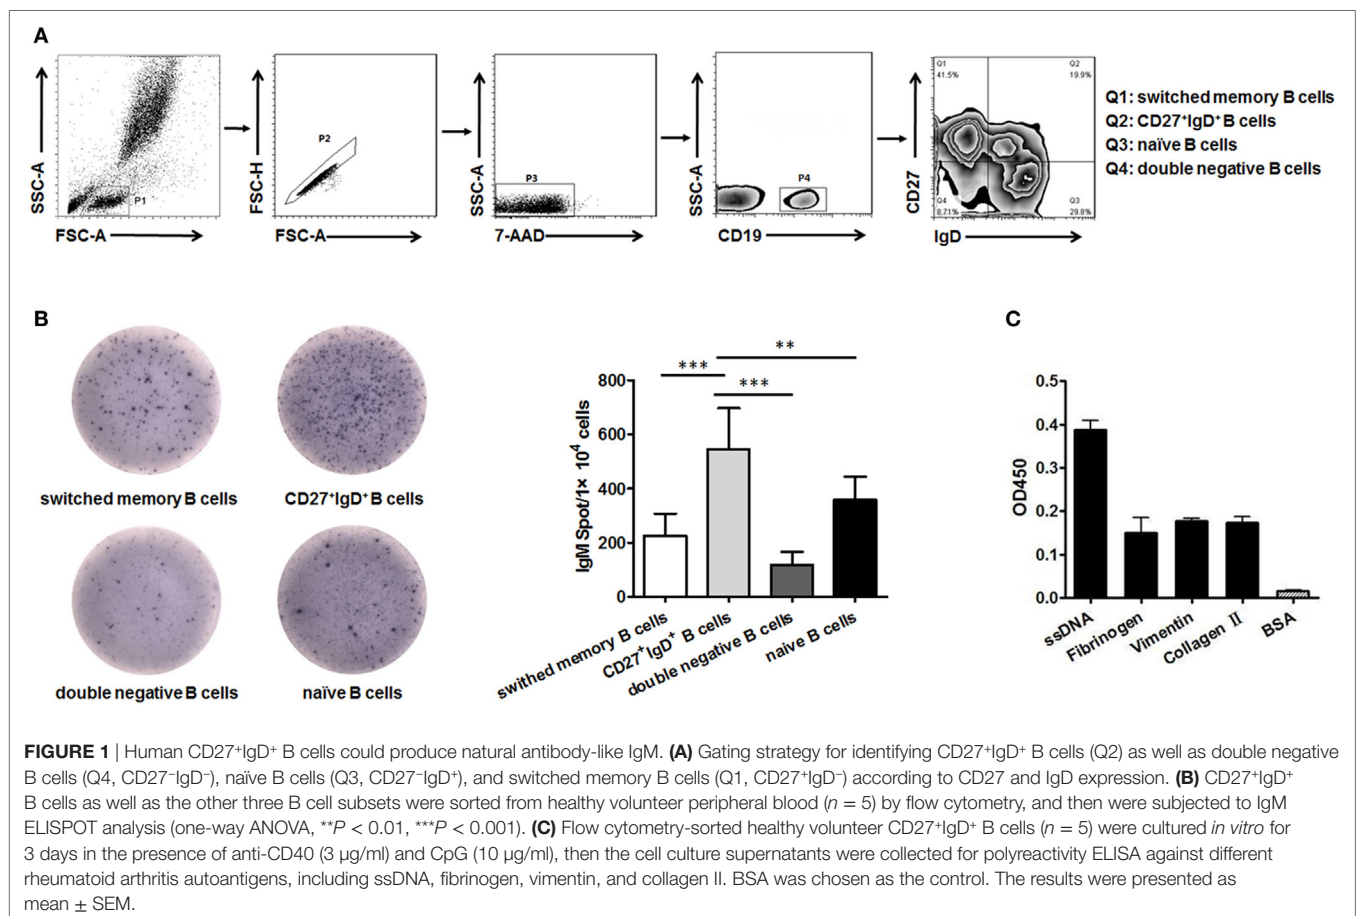 A
SSC-A
FSC-A
P1
FSC-H
FSC-A
P2
SSC-A
7-AAD
P3
SSC-A
CD19
P4
CD27
IgD
Q1
41.5%
Q2
19.9%
Q4
8.71%
Q3
29.8%
Q1: switched memory B cells
Q2: CD27⁺IgD⁺B cells
Q3: naïve B cells
Q4: double negative B cells
B
switched memory B cells
CD27⁺IgD⁺B cells
double negative B cells
naïve B cells
IgM Spot/1× 10⁴ cells
800
600
400
200
0
***
***
**
swithed memory B cells
CD27⁺IgD⁺ B cells
double negative B cells
naïve B cells
C
OD450
0.5
0.4
0.3
0.2
0.1
0.0
ssDNA
Fibrinogen
Vimentin
Collagen II
BSA
FIGURE 1 | Human CD27⁺IgD⁺ B cells could produce natural antibody-like IgM. (A) Gating strategy for identifying CD27⁺IgD⁺ B cells (Q2) as well as double negative
B cells (Q4, CD27⁻IgD⁻), naïve B cells (Q3, CD27⁻IgD⁺), and switched memory B cells (Q1, CD27⁺IgD⁻) according to CD27 and IgD expression. (B) CD27⁺IgD⁺
B cells as well as the other three B cell subsets were sorted from healthy volunteer peripheral blood (n = 5) by flow cytometry, and then were subjected to IgM
ELISPOT analysis (one-way ANOVA, **P < 0.01, ***P < 0.001). (C) Flow cytometry-sorted healthy volunteer CD27⁺IgD⁺ B cells (n = 5) were cultured in vitro for
3 days in the presence of anti-CD40 (3 µg/ml) and CpG (10 µg/ml), then the cell culture supernatants were collected for polyreactivity ELISA against different
rheumatoid arthritis autoantigens, including ssDNA, fibrinogen, vimentin, and collagen II. BSA was chosen as the control. The results were presented as
mean ± SEM.